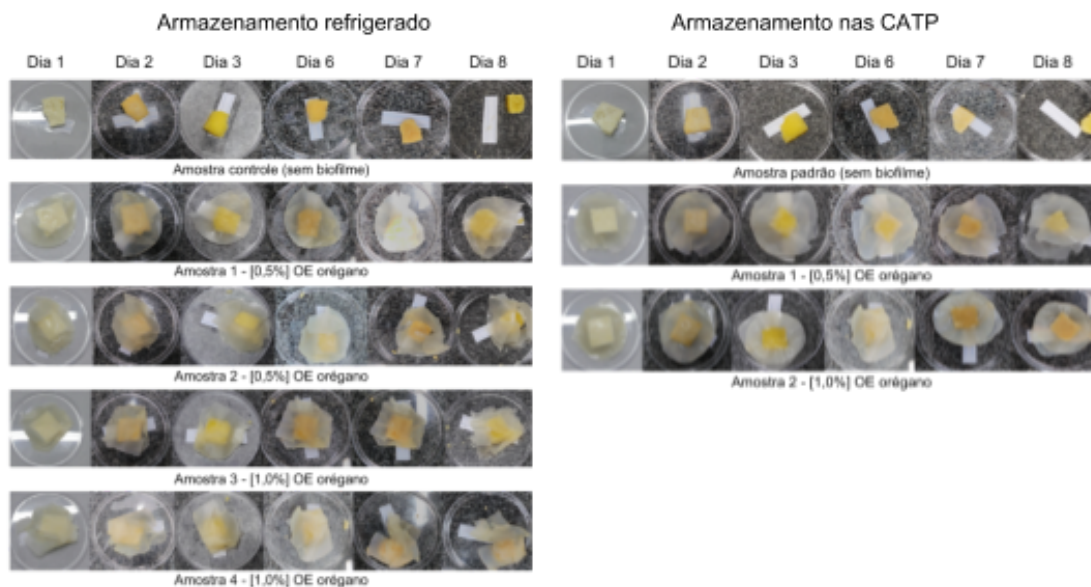 Armazenamento refrigerado
Dia 1 Dia 2 Dia 3 Dia 6 Dia 7 Dia 8
Amostra controle (sem biofilme)
Amostra 1 - [0,5%] OE orégano
Amostra 2 - [0,5%] OE orégano
Amostra 3 - [1,0%] OE orégano
Amostra 4 - [1,0%] OE orégano
Armazenamento nas CATP
Dia 1 Dia 2 Dia 3 Dia 6 Dia 7 Dia 8
Amostra padrão (sem biofilme)
Amostra 1 - [0,5%] OE orégano
Amostra 2 - [1,0%] OE orégano